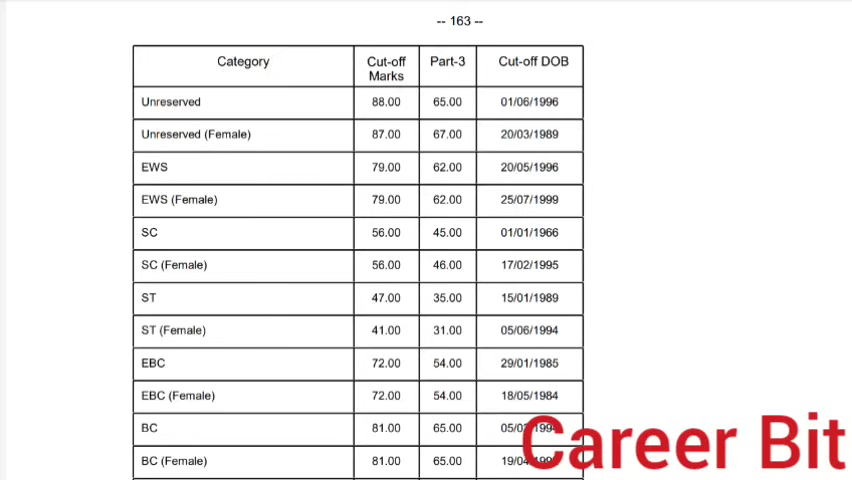 -- 163 --
Category Cut-off Marks Part-3 Cut-off DOB
Unreserved 88.00 65.00 01/06/1996
Unreserved (Female) 87.00 67.00 20/03/1989
EWS 79.00 62.00 20/05/1996
EWS (Female) 79.00 62.00 25/07/1999
SC 56.00 45.00 01/01/1966
SC (Female) 56.00 46.00 17/02/1995
ST 47.00 35.00 15/01/1989
ST (Female) 41.00 31.00 05/06/1994
EBC 72.00 54.00 29/01/1985
EBC (Female) 72.00 54.00 18/05/1984
BC 81.00 65.00
BC (Female) 81.00 65.00
Career Bit